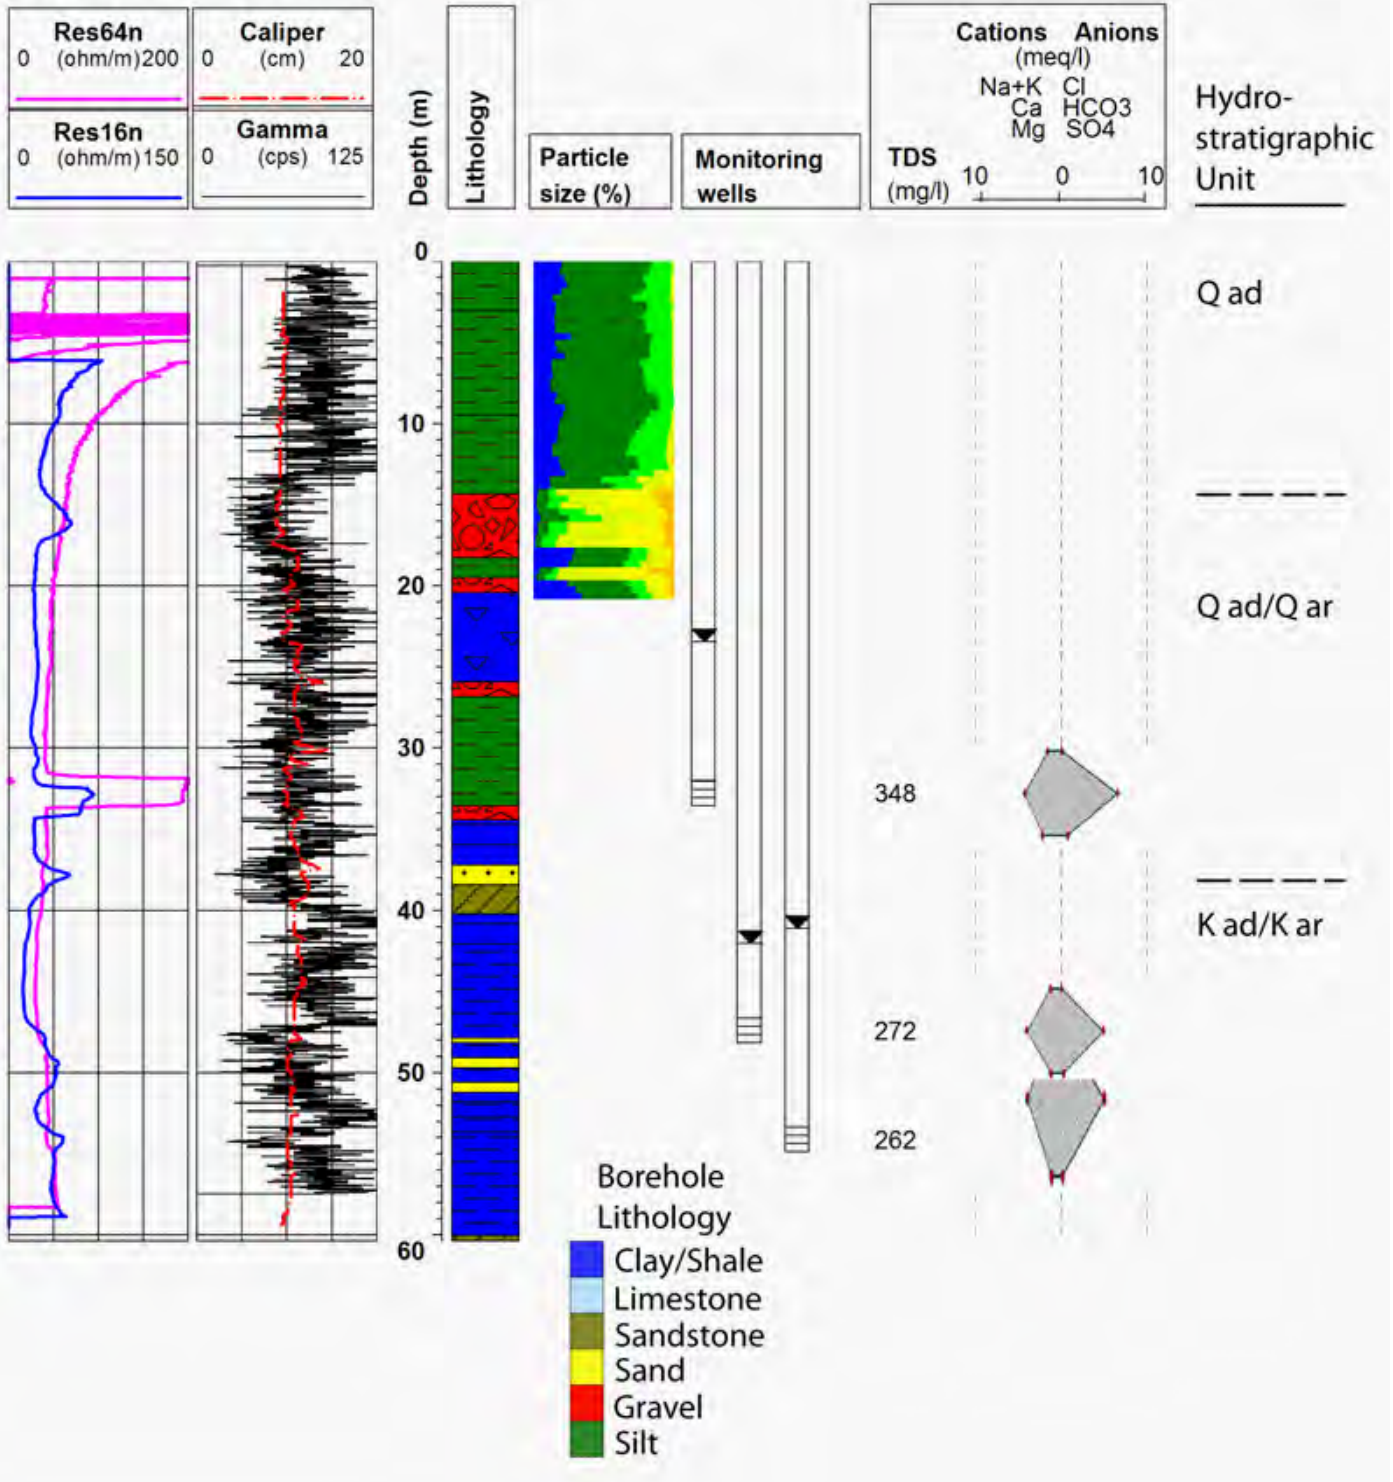 Res64n
0 (ohm/m)200
Res16n
0 (ohm/m)150
Caliper
0 (cm) 20
Gamma
0 (cps) 125
Depth (m)
Lithology
Particle
size (%)
Monitoring
wells
Cations Anions
(meq/l)
Na+K Cl
Ca HCO3
Mg SO4
TDS
(mg/l)
10 0 10
Hydro-
stratigraphic
Unit
0
10
20
30
40
50
60
348
272
262
Q ad
Q ad/Q ar
K ad/K ar
Borehole
Lithology
Clay/Shale
Limestone
Sandstone
Sand
Gravel
Silt